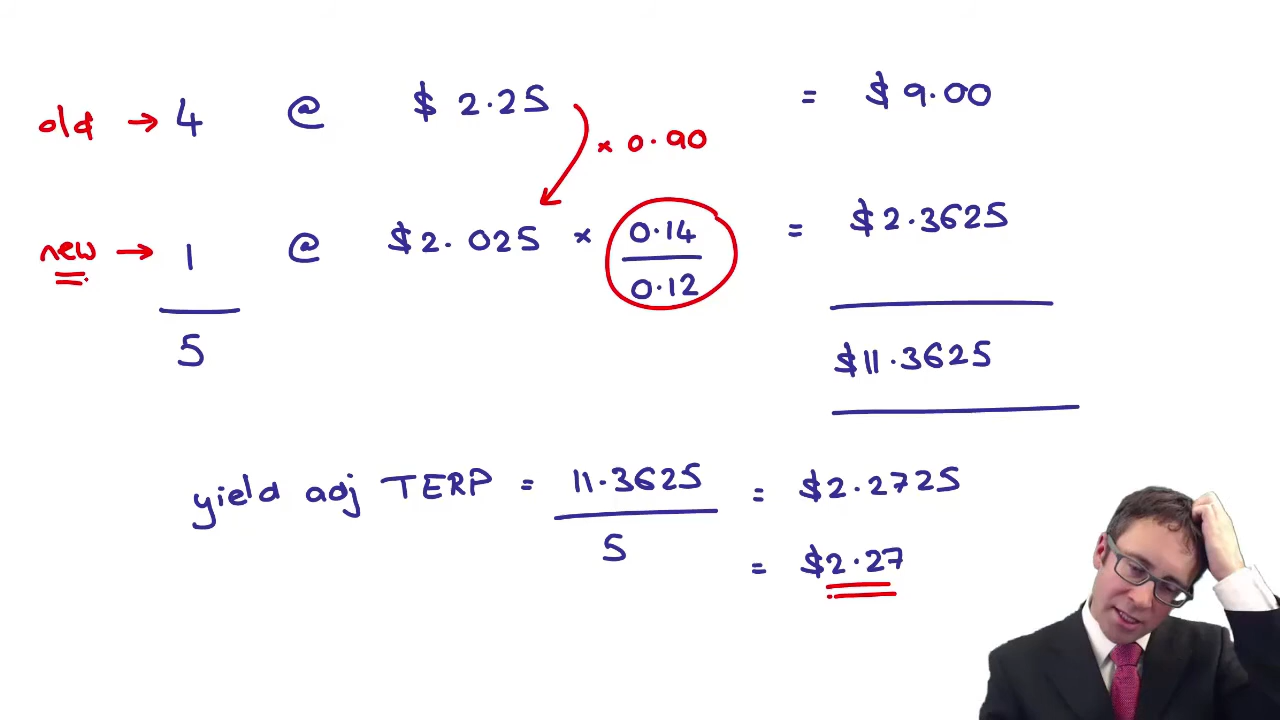 old → 4 @ $ 2.25 = $ 9.00
× 0.90
new → 1 @ $2.025 × 0.14/0.12 = $2.3625
5
$11.3625
yield adj TERP = 11.3625/5 = $2.2725
= $2.27